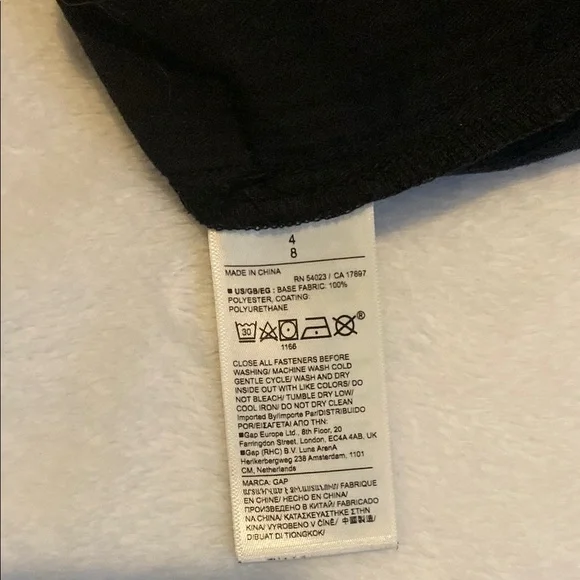 4
8
MADE IN CHINA
RN 54023 / CA 17897
■ US/GB/EG : BASE FABRIC: 100%
POLYESTER, COATING:
POLYURETHANE
30
®
1166
CLOSE ALL FASTENERS BEFORE
WASHING/ MACHINE WASH COLD
GENTLE CYCLE/ WASH AND DRY
INSIDE OUT WITH LIKE COLORS/ DO
NOT BLEACH/ TUMBLE DRY LOW/
COOL IRON/ DO NOT DRY CLEAN
Imported By/Importe Par/DISTRIBUIDO
POR/ΕΙΣΑΓΕΤΑΙ ΑΠΟ ΤΗΝ:
■Gap Europe Ltd., 8th Floor, 20
Farringdon Street, London, EC4A 4AB, UK
■Gap (RHC) B.V. Luna ArenA
Herikerbergweg 238 Amsterdam, 1101
CM, Netherlands
MARCA: GAP
FABRIQUE
EN CHINE/ HECHO EN CHINA/
ПРОИЗВЕДЕНО В КИТАЙ/ FABRICADO
NA CHINA/ ΚΑΤΑΣΚΕΥΑΣΤΗΚΕ ΣΤΗΝ
ΚΙΝΑ/ VYROBENO V ČÍNĚ/ 中國製造/
DIBUAT DI TIONGKOK/